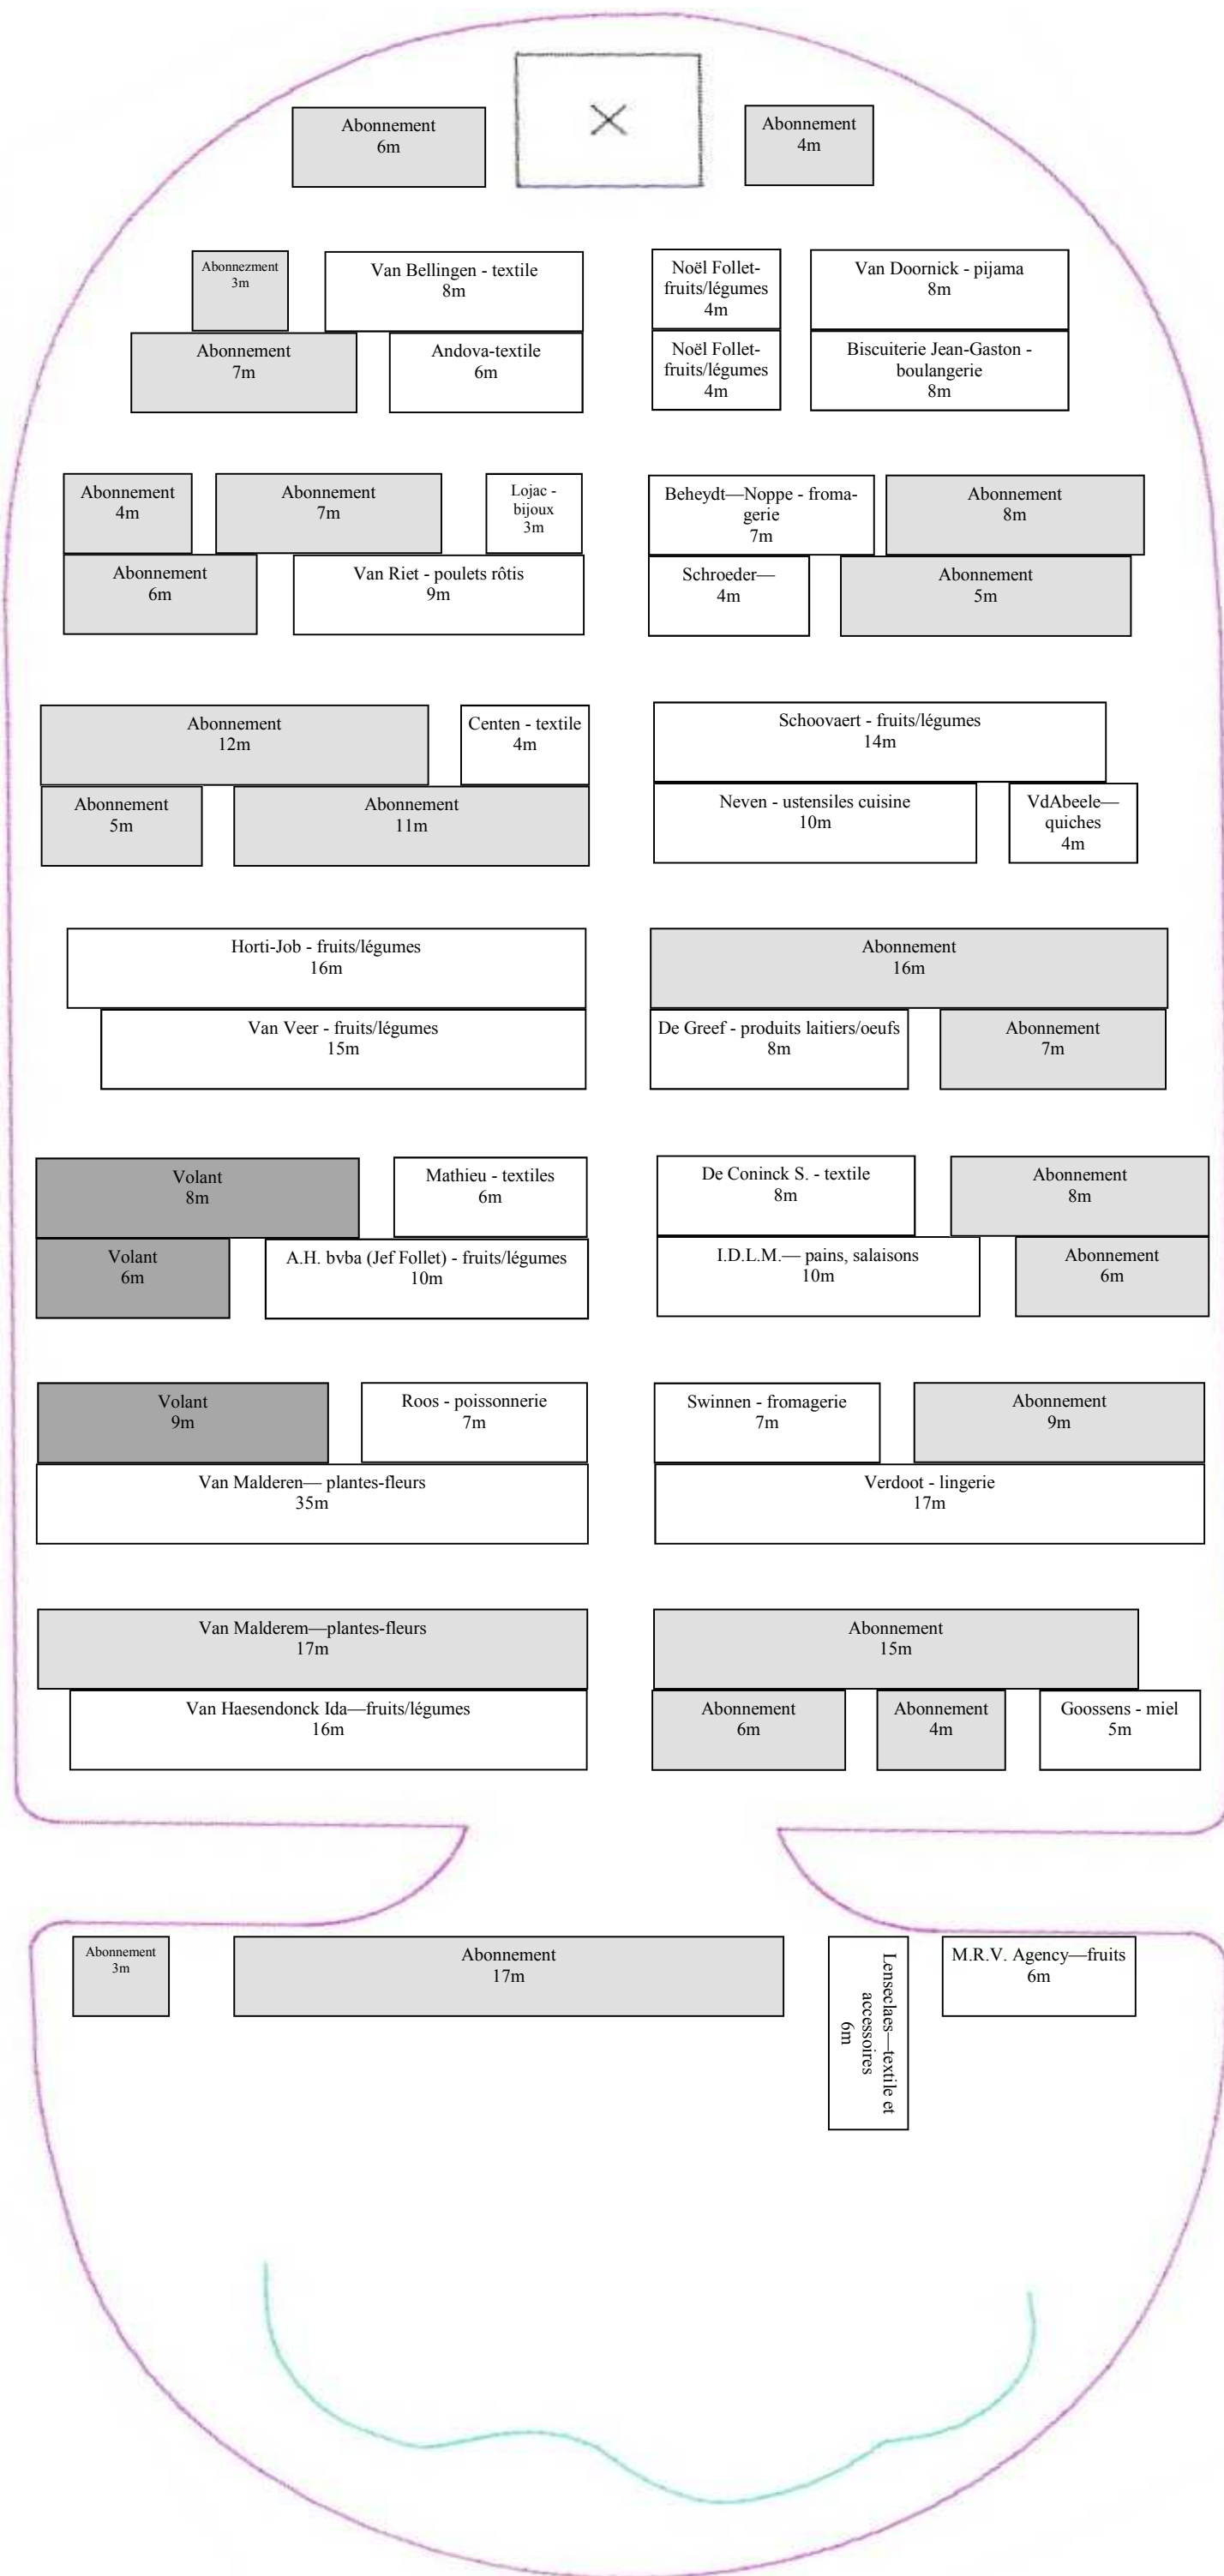 Abonnement
6m
Abonnement
4m
Abonnezment
3m
Van Bellingen - textile
8m
Noël Follet-
fruits/légumes
4m
Van Doornick - pijama
8m
Abonnement
7m
Andova-textile
6m
Noël Follet-
fruits/légumes
4m
Biscuiterie Jean-Gaston -
boulangerie
8m
Abonnement
4m
Abonnement
7m
Lojac -
bijoux
3m
Beheydt—Noppe - froma-
gerie
7m
Abonnement
8m
Abonnement
6m
Van Riet - poulets rôtis
9m
Schroeder—
4m
Abonnement
5m
Abonnement
12m
Centen - textile
4m
Schoovaert - fruits/légumes
14m
Abonnement
5m
Abonnement
11m
Neven - ustensiles cuisine
10m
VdAbeele—
quiches
4m
Horti-Job - fruits/légumes
16m
Abonnement
16m
Van Veer - fruits/légumes
15m
De Greef - produits laitiers/oeufs
8m
Abonnement
7m
Volant
8m
Mathieu - textiles
6m
De Coninck S. - textile
8m
Abonnement
8m
Volant
6m
A.H. bvba (Jef Follet) - fruits/légumes
10m
I.D.L.M.— pains, salaisons
10m
Abonnement
6m
Volant
9m
Roos - poissonnerie
7m
Swinnen - fromagerie
7m
Abonnement
9m
Van Malderen— plantes-fleurs
35m
Verdoot - lingerie
17m
Van Malderem—plantes-fleurs
17m
Abonnement
15m
Van Haesendonck Ida—fruits/légumes
16m
Abonnement
6m
Abonnement
4m
Goossens - miel
5m
Abonnement
3m
Abonnement
17m
Lenseclaes—textile et
accessoires
6m
M.R.V. Agency—fruits
6m